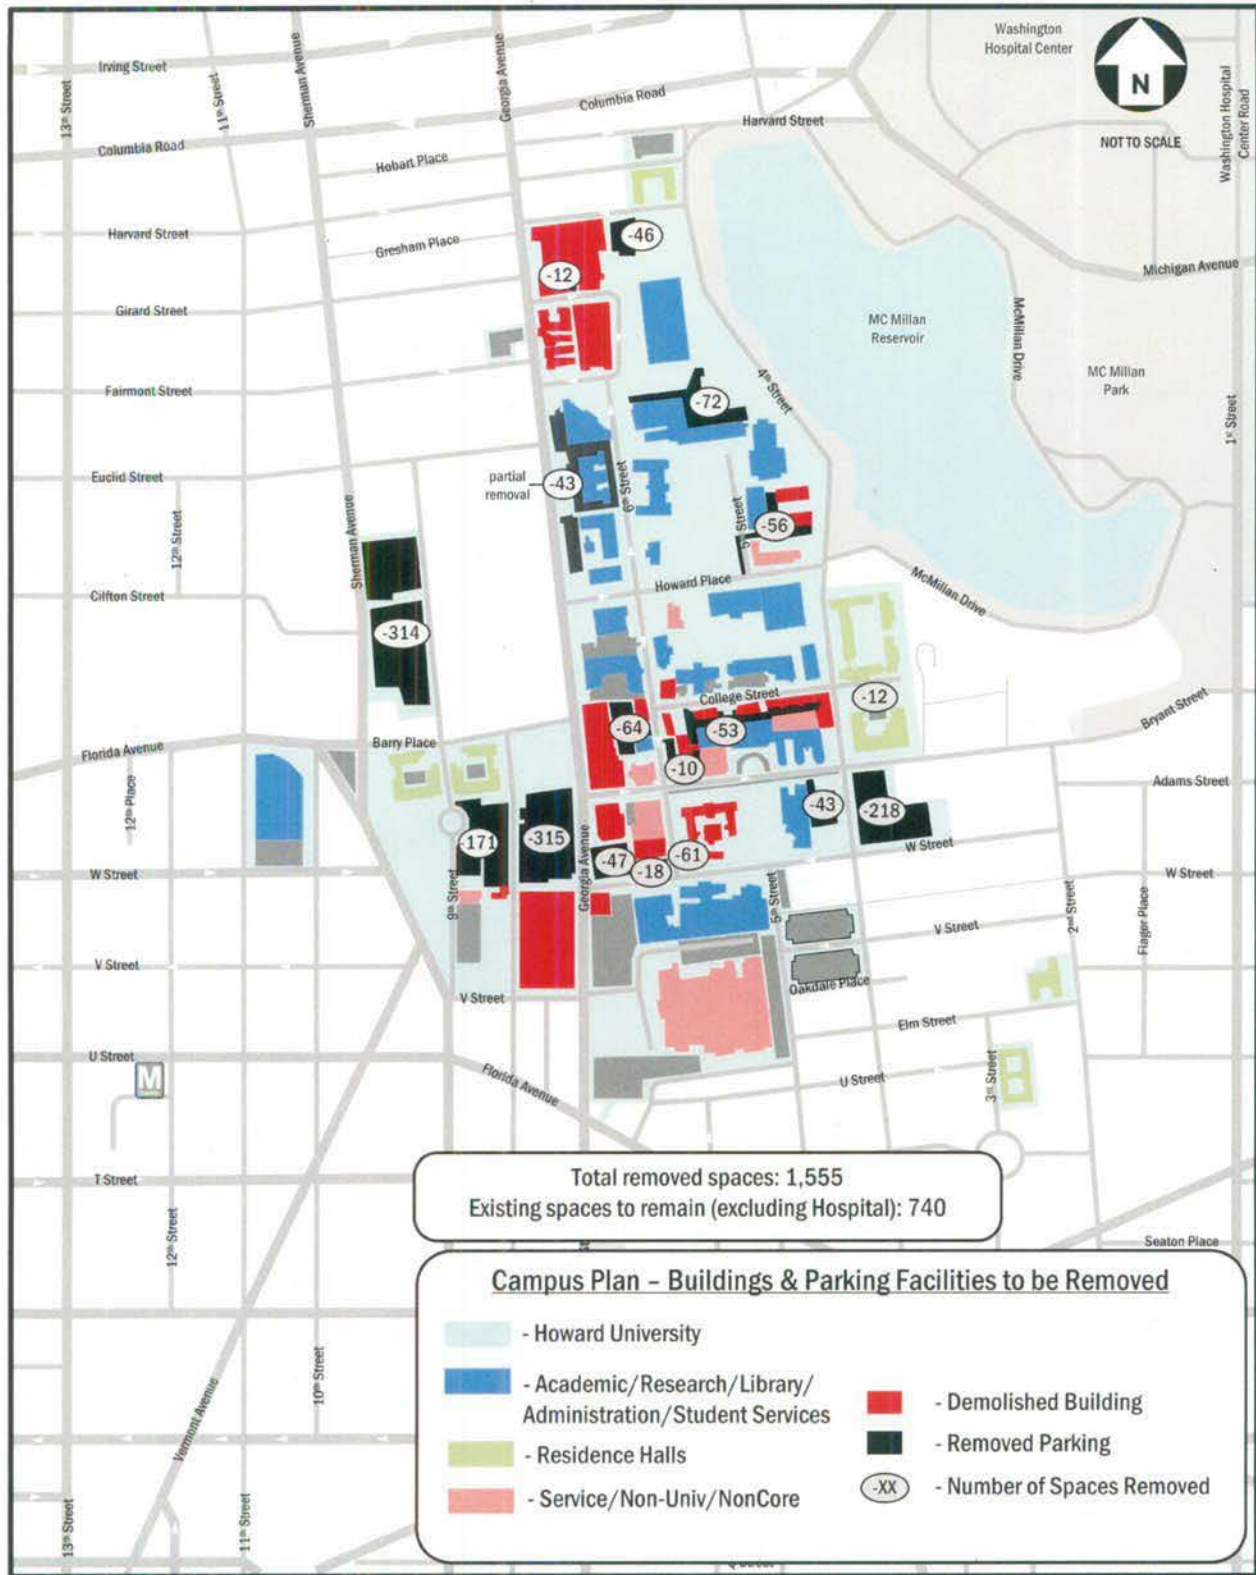 Washington
Hospital Center
N
NOT TO SCALE
Washington Hospital
Center Road
Irving Street
13th Street
11th Street
Sherman Avenue
Georgia Avenue
Columbia Road
Harvard Street
Columbia Road
Hobart Place
Harvard Street
Gresham Place
-46
-12
Michigan Avenue
Girard Street
MC Millan
Reservoir
McMillan Drive
MC Millan
Park
4th Street
1st Street
Fairmont Street
-72
Euclid Street
partial
removal
-43
6th Street
12th Street
Sherman Avenue
5th Street
-56
Howard Place
McMillan Drive
Clifton Street
-314
College Street
-12
Bryant Street
-64
-53
-10
Florida Avenue
Barry Place
12th Place
Adams Street
-171
-315
-43
-218
-47
-18
-61
W Street
W Street
W Street
9th Street
Georgia Avenue
5th Street
2nd Street
Flager Place
V Street
V Street
V Street
Oakdale Place
Elm Street
U Street
M
Florida Avenue
U Street
3rd Street
T Street
Total removed spaces: 1,555
Existing spaces to remain (excluding Hospital): 740
12th Street
St
Seaton Place
Campus Plan – Buildings & Parking Facilities to be Removed
- Howard University
- Academic/Research/Library/
Administration/Student Services
- Residence Halls
- Service/Non-Univ/NonCore
- Demolished Building
- Removed Parking
-XX
- Number of Spaces Removed
10th Street
Vermont Avenue
13th Street
11th Street